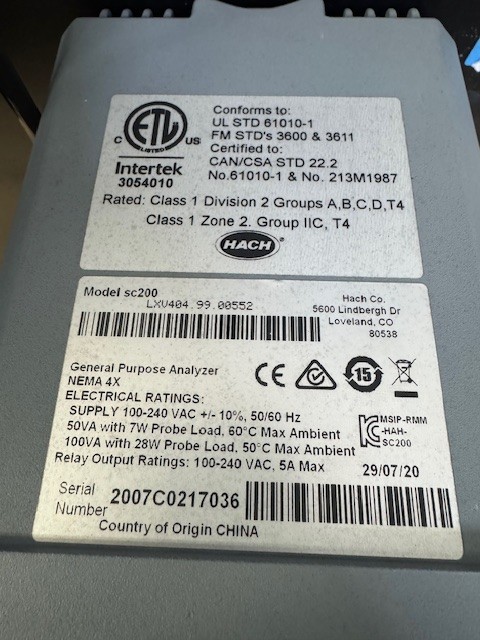 Conforms to:
UL STD 61010-1
FM STD's 3600 & 3611
Certified to:
CAN/CSA STD 22.2
No.61010-1 & No. 213M1987
C ETL US
LISTED
Intertek
3054010
Rated: Class 1 Division 2 Groups A,B,C,D,T4
Class 1 Zone 2. Group IIC, T4
HACH
Model sc200
LXV404.99.00552
Hach Co.
5600 Lindbergh Dr
Loveland, CO
80538
General Purpose Analyzer
NEMA 4X
ELECTRICAL RATINGS:
SUPPLY 100-240 VAC +/- 10%, 50/60 Hz
50VA with 7W Probe Load, 60°C Max Ambient
100VA with 28W Probe Load, 50°C Max Ambient
Relay Output Ratings: 100-240 VAC, 5A Max
CE
15
MSIP-RMM
-HAH-
SC200
29/07/20
Serial
Number
2007C0217036
Country of Origin CHINA